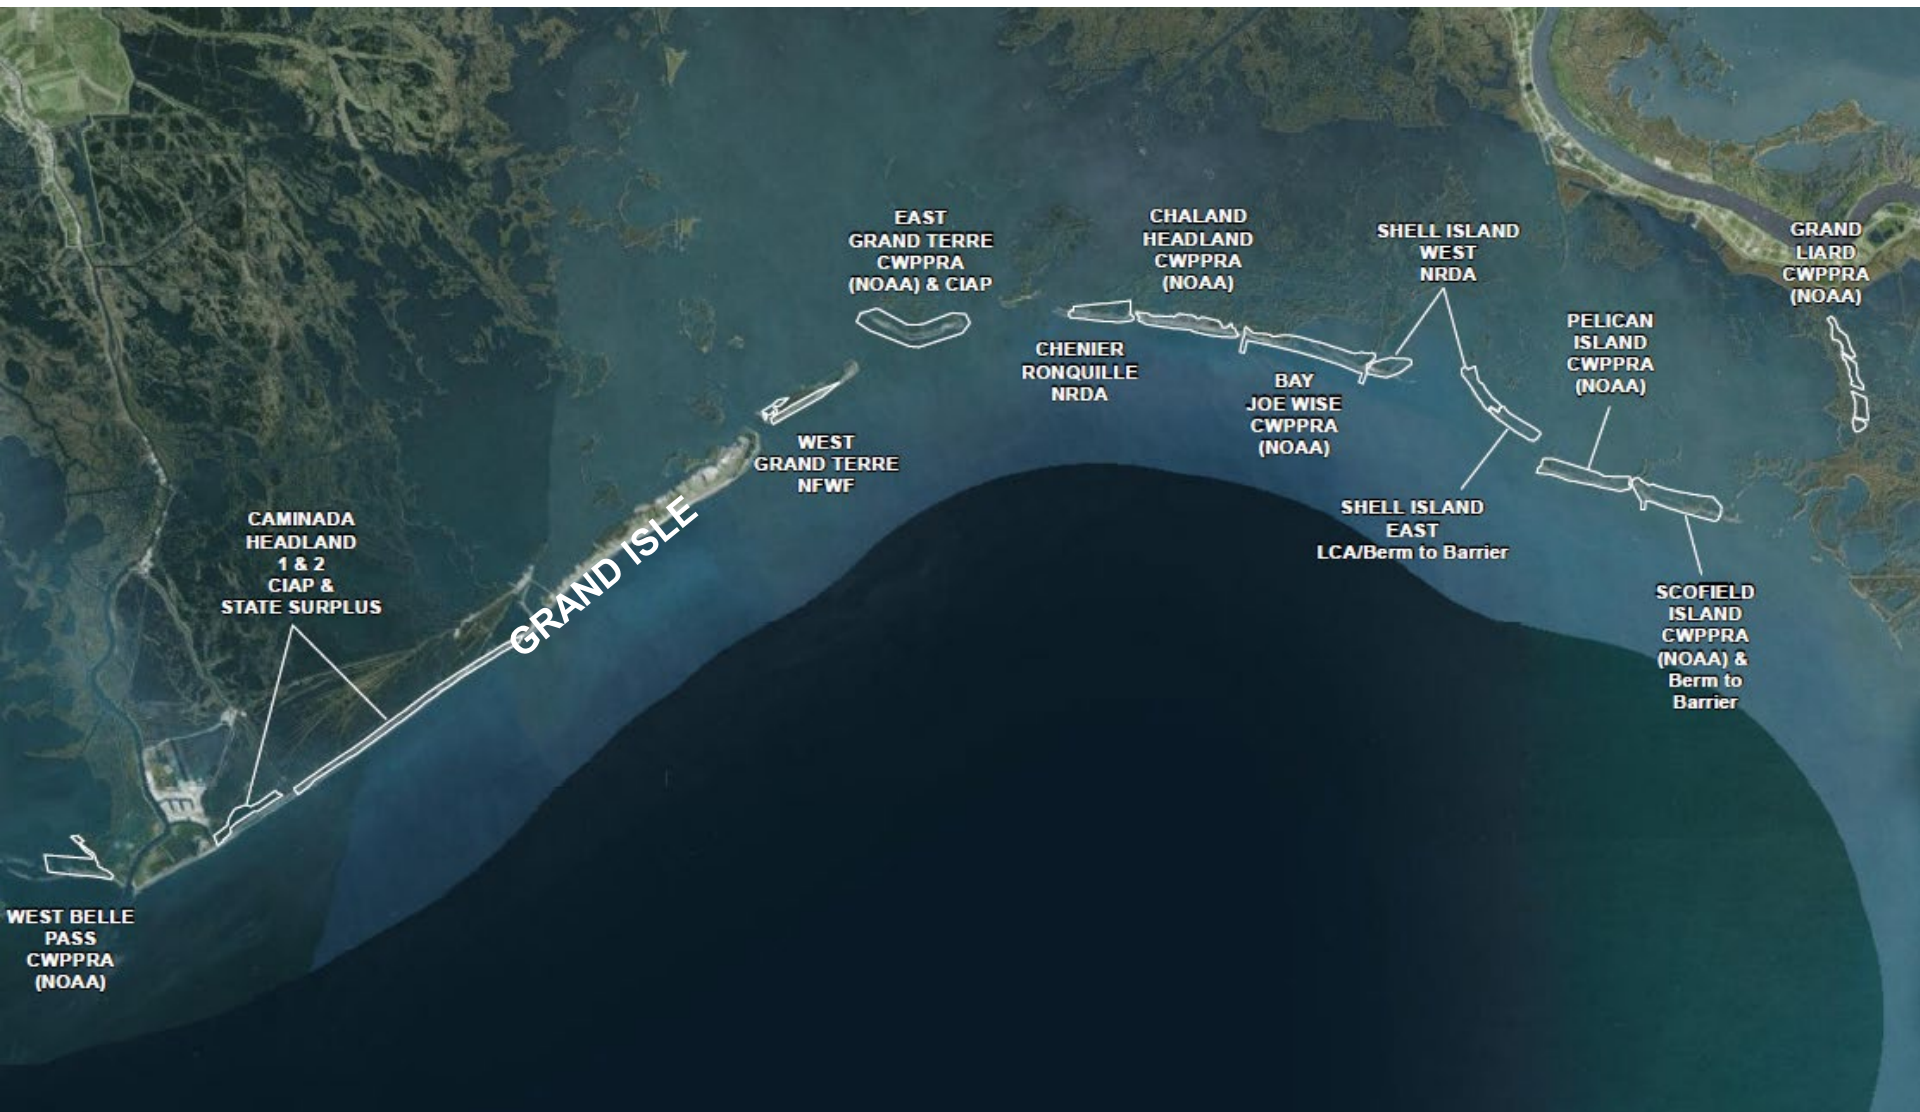 EAST
GRAND TERRE
CWPPRA
(NOAA) & CIAP
CHALAND
HEADLAND
CWPPRA
(NOAA)
SHELL ISLAND
WEST
NRDA
GRAND
LIARD
CWPPRA
(NOAA)
PELICAN
ISLAND
CWPPRA
(NOAA)
CHENIER
RONQUILLE
NRDA
BAY
JOE WISE
CWPPRA
(NOAA)
WEST
GRAND TERRE
NFWF
GRAND ISLE
CAMINADA
HEADLAND
1 & 2
CIAP &
STATE SURPLUS
SHELL ISLAND
EAST
LCA/Berm to Barrier
SCOFIELD
ISLAND
CWPPRA
(NOAA) &
Berm to
Barrier
WEST BELLE
PASS
CWPPRA
(NOAA)